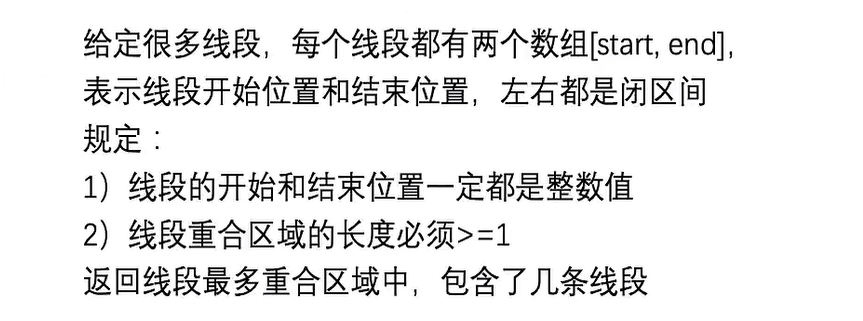 给定很多线段，每个线段都有两个数组[start, end]，
表示线段开始位置和结束位置，左右都是闭区间
规定：
1）线段的开始和结束位置一定都是整数值
2）线段重合区域的长度必须>=1
返回线段最多重合区域中，包含了几条线段